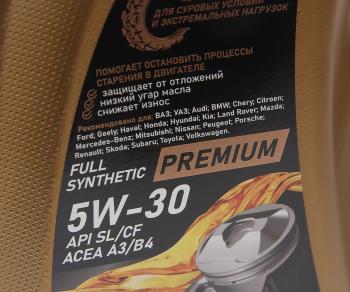 ДЛЯ СУРОВЫХ УСЛОВИЙ
И ЭКСТРЕМАЛЬНЫХ НАГРУЗОК
ПОМОГАЕТ ОСТАНОВИТЬ ПРОЦЕССЫ
СТАРЕНИЯ В ДВИГАТЕЛЕ
защищает от отложений
низкий угар масла
снижает износ
Рекомендовано для: ВАЗ; УАЗ; Audi; BMW; Chery; Citroen;
Ford; Geely; Haval; Honda; Hyundai; Kia; Land Rover; Mazda;
Mercedes-Benz; Mitsubishi; Nissan; Peugeot; Porsche;
Renault; Skoda; Subaru; Toyota; Volkswagen.
FULL
SYNTHETIC
PREMIUM
5W-30
API SL/CF
ACEA A3/B4